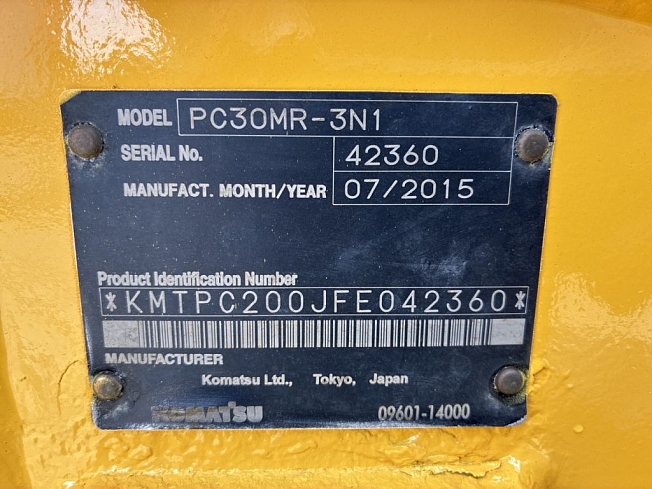 MODEL PC30MR-3N1
SERIAL No. 42360
MANUFACT. MONTH/YEAR 07/2015
Product Identification Number
*KMTPC200JFE042360*
MANUFACTURER
Komatsu Ltd., Tokyo, Japan
KOMATSU 09601-14000